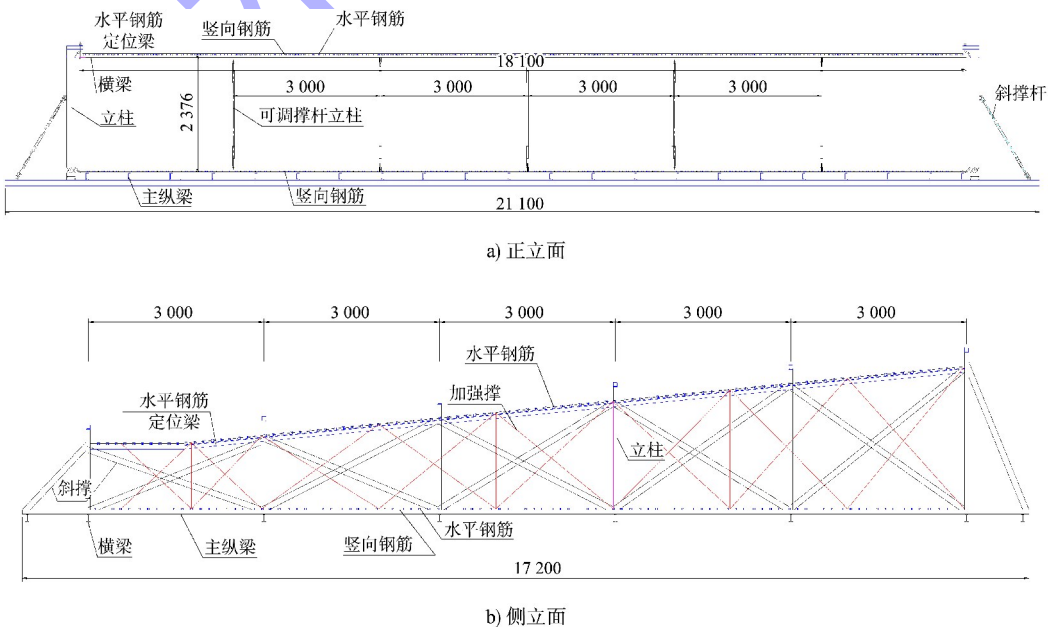 水平钢筋
定位梁
竖向钢筋
水平钢筋
18 100
横梁
3 000
3 000
3 000
3 000
斜撑杆
立柱
2 376
可调撑杆立柱
主纵梁
竖向钢筋
21 100
a) 正立面
3 000
3 000
3 000
3 000
3 000
水平钢筋
加强撑
水平钢筋
定位梁
立柱
斜撑
水平钢筋
横梁
主纵梁
竖向钢筋
17 200
b) 侧立面